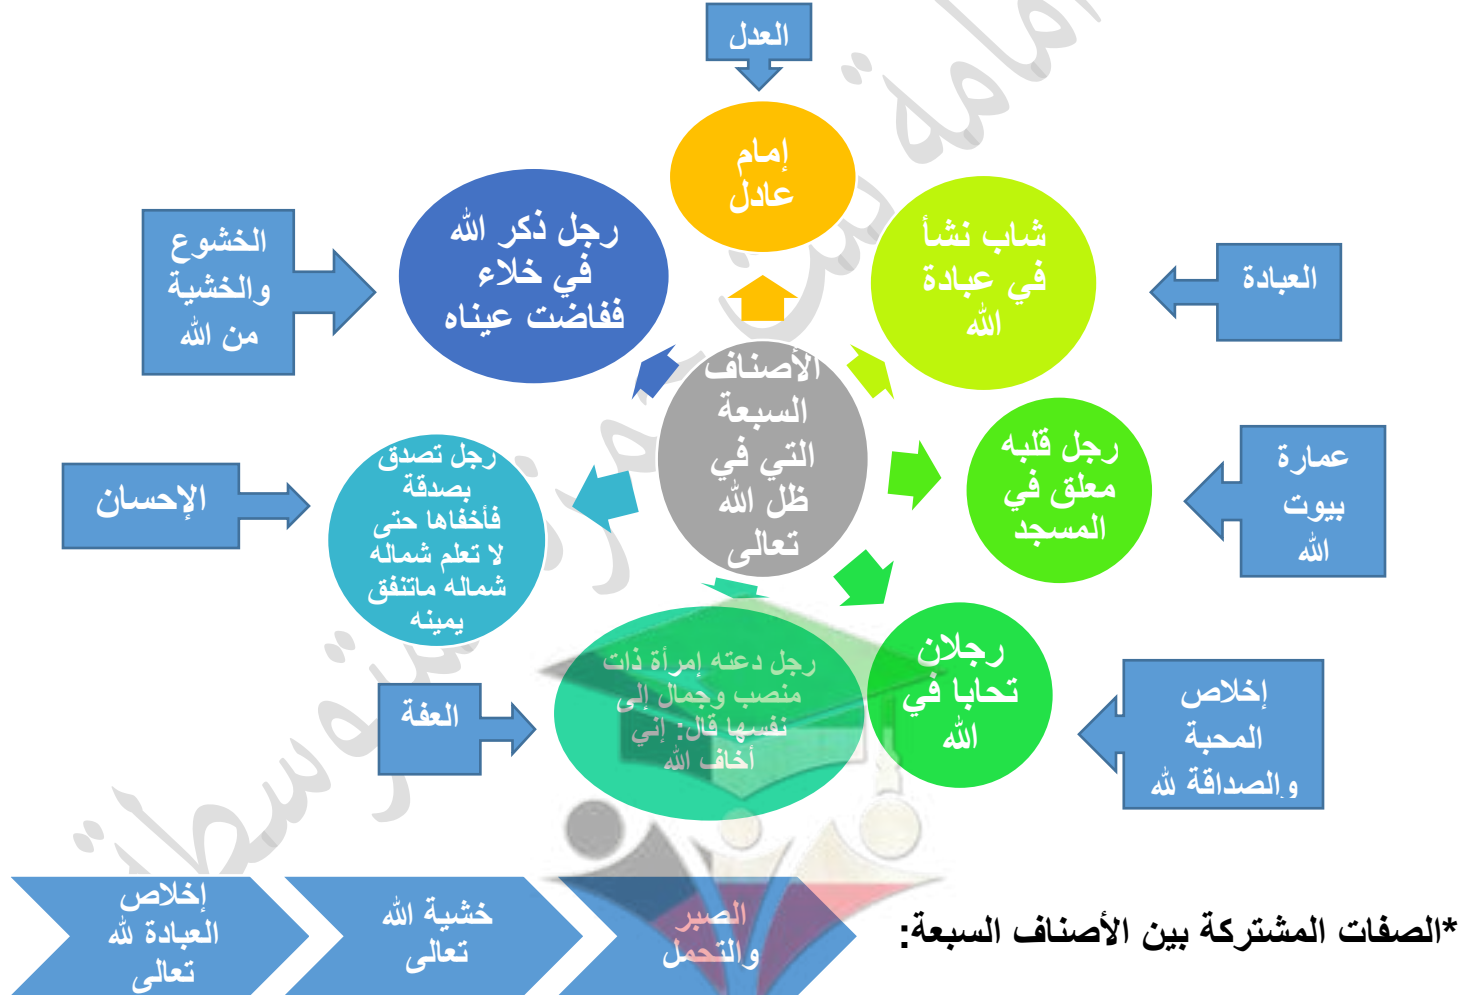 العدل
إمام
عادل
شاب نشأ
في عبادة
الله
العبادة
رجل قلبه
معلق في
المسجد
عمارة
بيوت
الله
رجلان
تحابا في
الله
إخلاص
المحبة
والصداقة لله
رجل دعته إمرأة ذات
منصب وجمال إلى
نفسها قال: إني
أخاف الله
العفة
رجل تصدق
بصدقة
فأخفاها حتى
لا تعلم شماله
شماله ماتنفق
يمينه
الإحسان
رجل ذكر الله
في خلاء
ففاضت عيناه
الخشوع
والخشية
من الله
الأصناف
السبعة
التي في
ظل الله
تعالى
*الصفات المشتركة بين الأصناف السبعة:
الصبر
والتحمل
خشية الله
تعالى
إخلاص
العبادة لله
تعالى